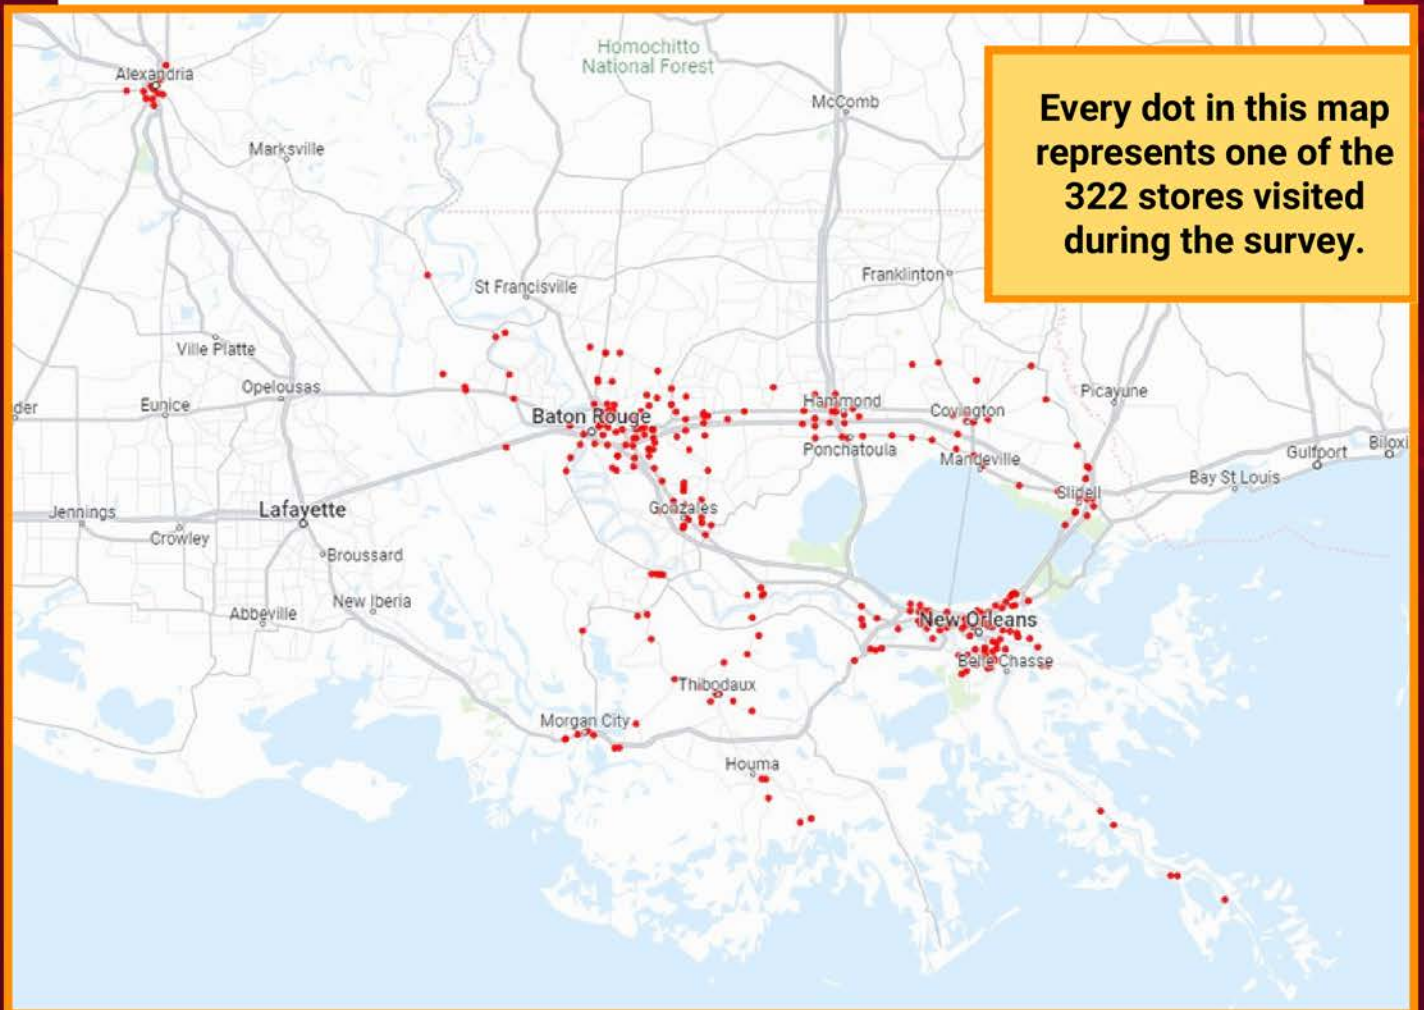 Homochitto
National Forest
Alexandria
McComb
Every dot in this map
represents one of the
322 stores visited
during the survey.
Marksville
Franklinton
St Francisville
Ville Platte
Opelousas
Picayune
der
Eunice
Hammond
Covington
Baton Rouge
Ponchatoula
Mandeville
Gulfport
Biloxi
Bay St Louis
Slidell
Jennings
Lafayette
Gonzales
Crowley
Broussard
Abbeville
New Iberia
New Orleans
Belle Chasse
Thibodaux
Morgan City
Houma